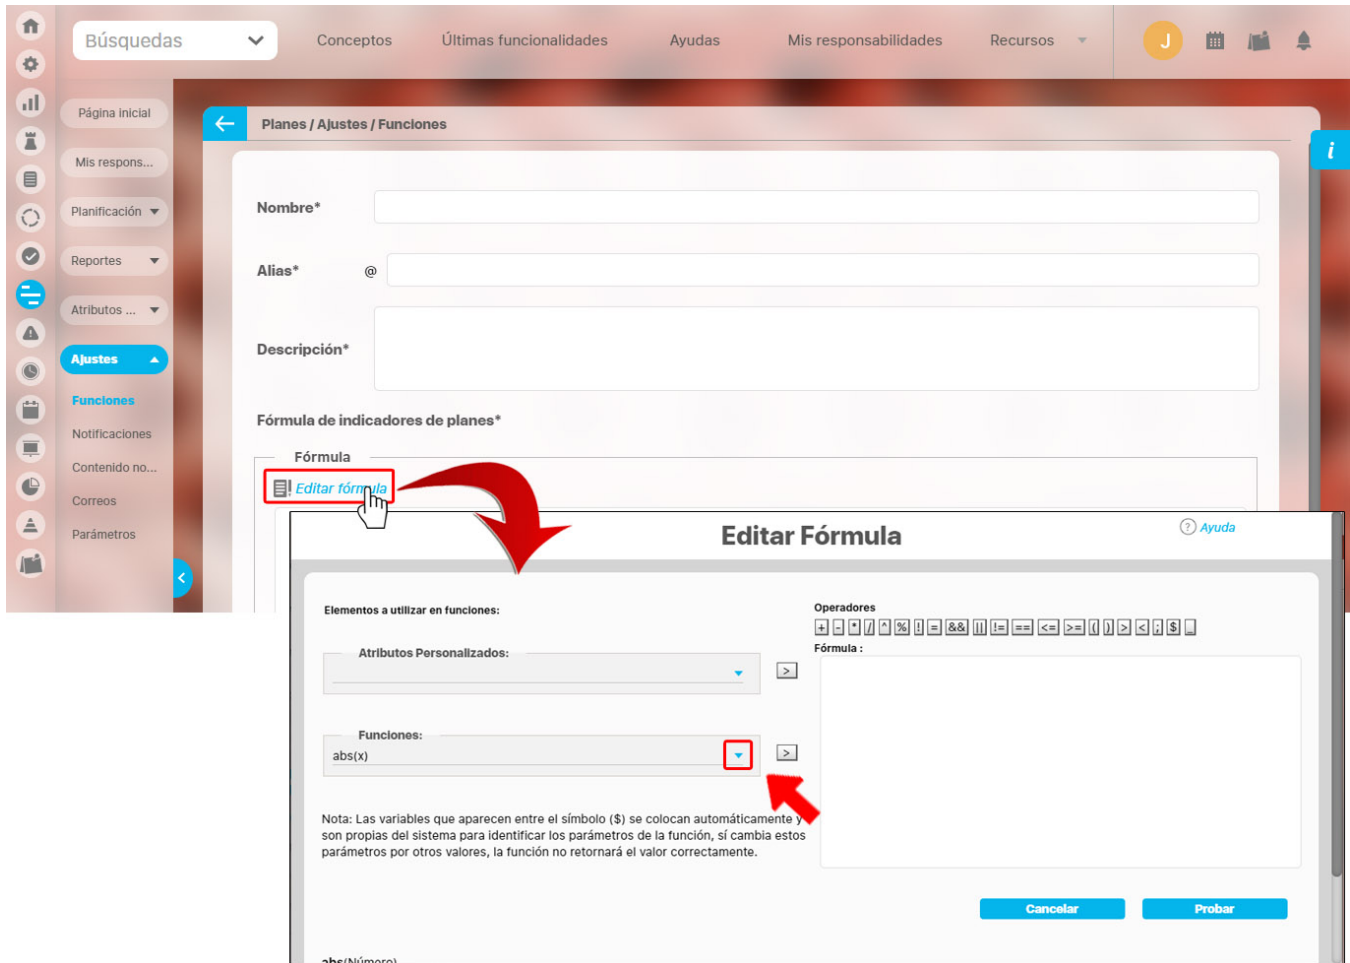 Búsquedas
Conceptos
Últimas funcionalidades
Ayudas
Mis responsabilidades
Recursos
J
Página inicial
Mis respons...
Planificación
Reportes
Atributos ...
Ajustes
Funciones
Notificaciones
Contenido no...
Correos
Parámetros
Planes / Ajustes / Funciones
i
Nombre*
Alias*
@
Descripción*
Fórmula de indicadores de planes*
Fórmula
Editar fórmula
Editar Fórmula
? Ayuda
Elementos a utilizar en funciones:
Atributos Personalizados:
>
Funciones:
abs(x)
>
Nota: Las variables que aparecen entre el símbolo ($) se colocan automáticamente y
son propias del sistema para identificar los parámetros de la función, sí cambia estos
parámetros por otros valores, la función no retornará el valor correctamente.
Operadores
+ - * / ^ % ! = && || != == <= >= ( ) > < ; $ _
Fórmula :
Cancelar
Probar
abs(Número)